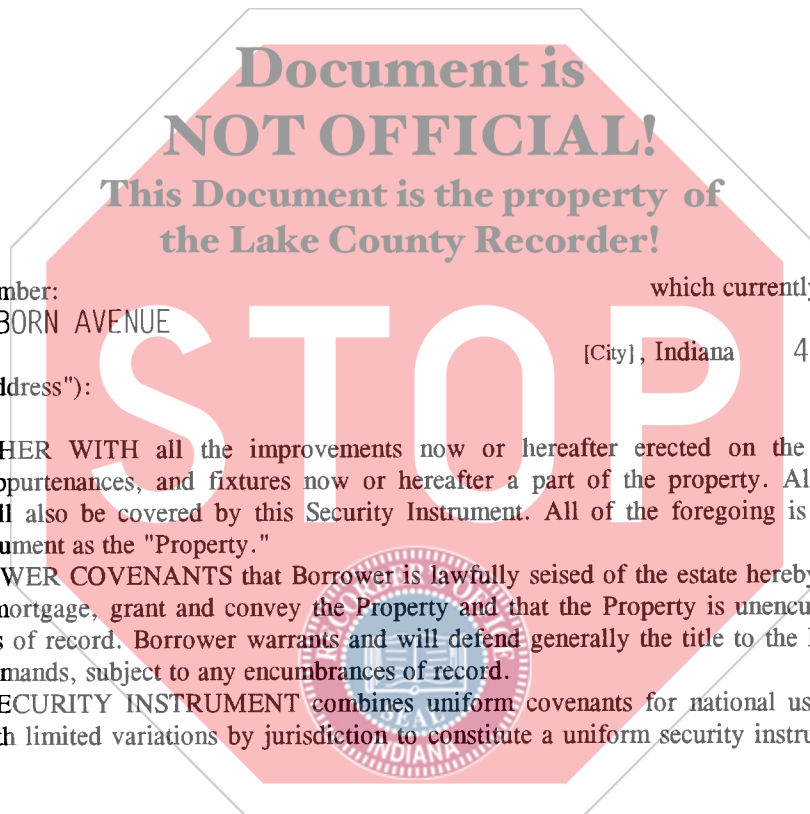 Document is
NOT OFFICIAL!
This Document is the property of
the Lake County Recorder!
mber: which currently
BORN AVENUE
[City], Indiana 4
ddress"):
STOP
HER WITH all the improvements now or hereafter erected on the
ppurtenances, and fixtures now or hereafter a part of the property. Al
ll also be covered by this Security Instrument. All of the foregoing is
ument as the "Property."
WER COVENANTS that Borrower is lawfully seised of the estate hereby
mortgage, grant and convey the Property and that the Property is unencu
s of record. Borrower warrants and will defend generally the title to the
mands, subject to any encumbrances of record.
ECURITY INSTRUMENT combines uniform covenants for national us
th limited variations by jurisdiction to constitute a uniform security instru
RECORDER OF
SEAL
INDIANA